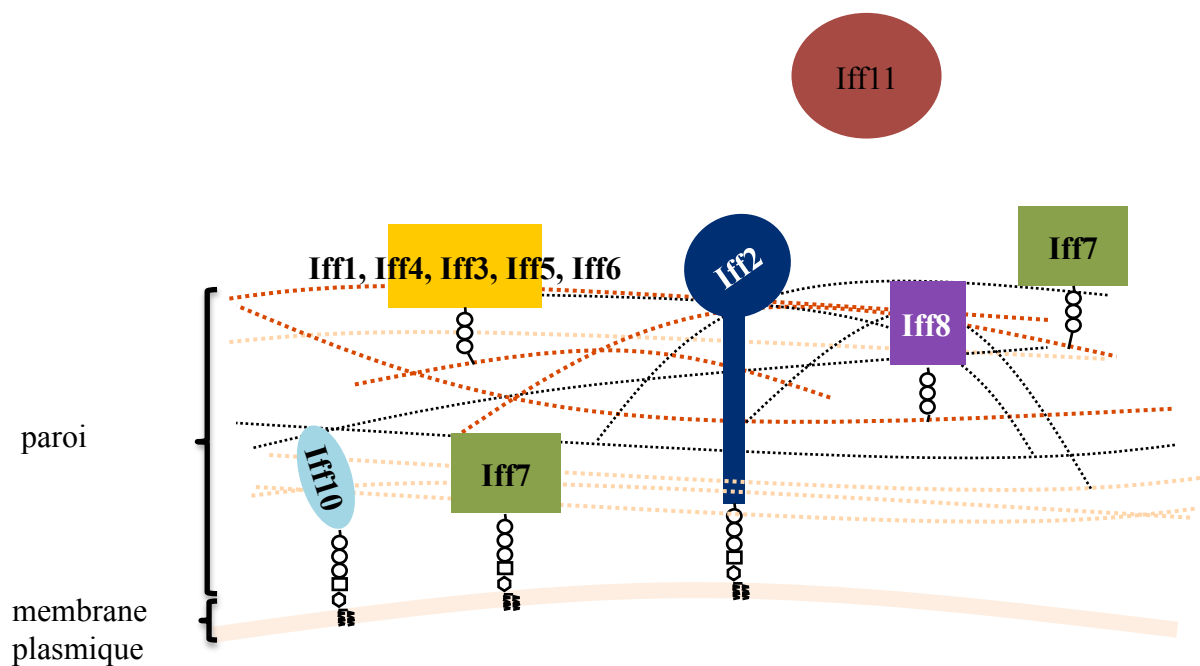 Iff11
Iff7
Iff2
Iff1, Iff4, Iff3, Iff5, Iff6
Iff8
paroi
Iff10
Iff7
membrane
plasmique